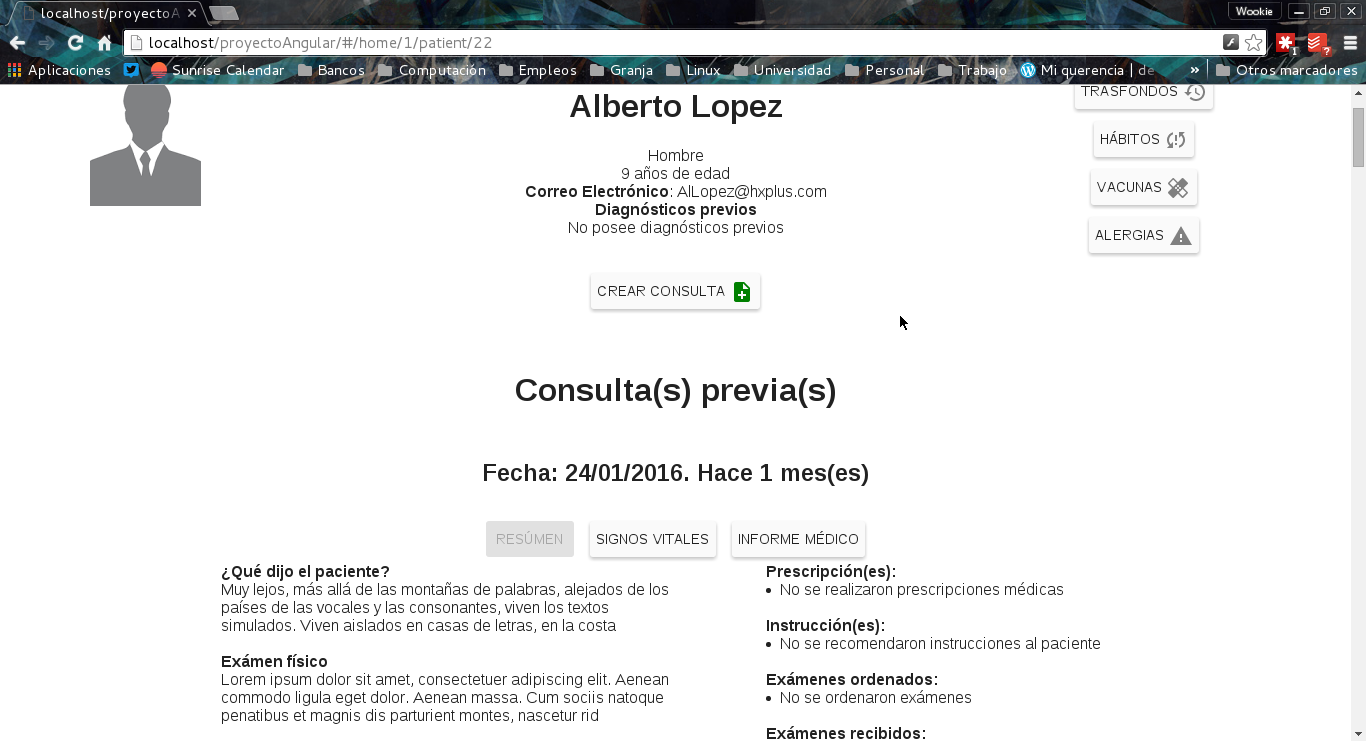 localhost/proyectoA
Wookie
localhost/proyectoAngular/#/home/1/patient/22
1
?
Aplicaciones
Sunrise Calendar
Bancos
Computación
Empleos
Granja
Linux
Universidad
Personal
Trabajo
Mi querencia | de
»
Otros marcadores
Alberto Lopez
TRASFONDOS
HÁBITOS
VACUNAS
ALERGIAS
Hombre
9 años de edad
Correo Electrónico: AlLopez@hxplus.com
Diagnósticos previos
No posee diagnósticos previos
CREAR CONSULTA
Consulta(s) previa(s)
Fecha: 24/01/2016. Hace 1 mes(es)
RESÚMEN
SIGNOS VITALES
INFORME MÉDICO
¿Qué dijo el paciente?
Muy lejos, más allá de las montañas de palabras, alejados de los
países de las vocales y las consonantes, viven los textos
simulados. Viven aislados en casas de letras, en la costa
Exámen físico
Lorem ipsum dolor sit amet, consectetuer adipiscing elit. Aenean
commodo ligula eget dolor. Aenean massa. Cum sociis natoque
penatibus et magnis dis parturient montes, nascetur rid
Prescripción(es):
• No se realizaron prescripciones médicas
Instrucción(es):
• No se recomendaron instrucciones al paciente
Exámenes ordenados:
• No se ordenaron exámenes
Exámenes recibidos: